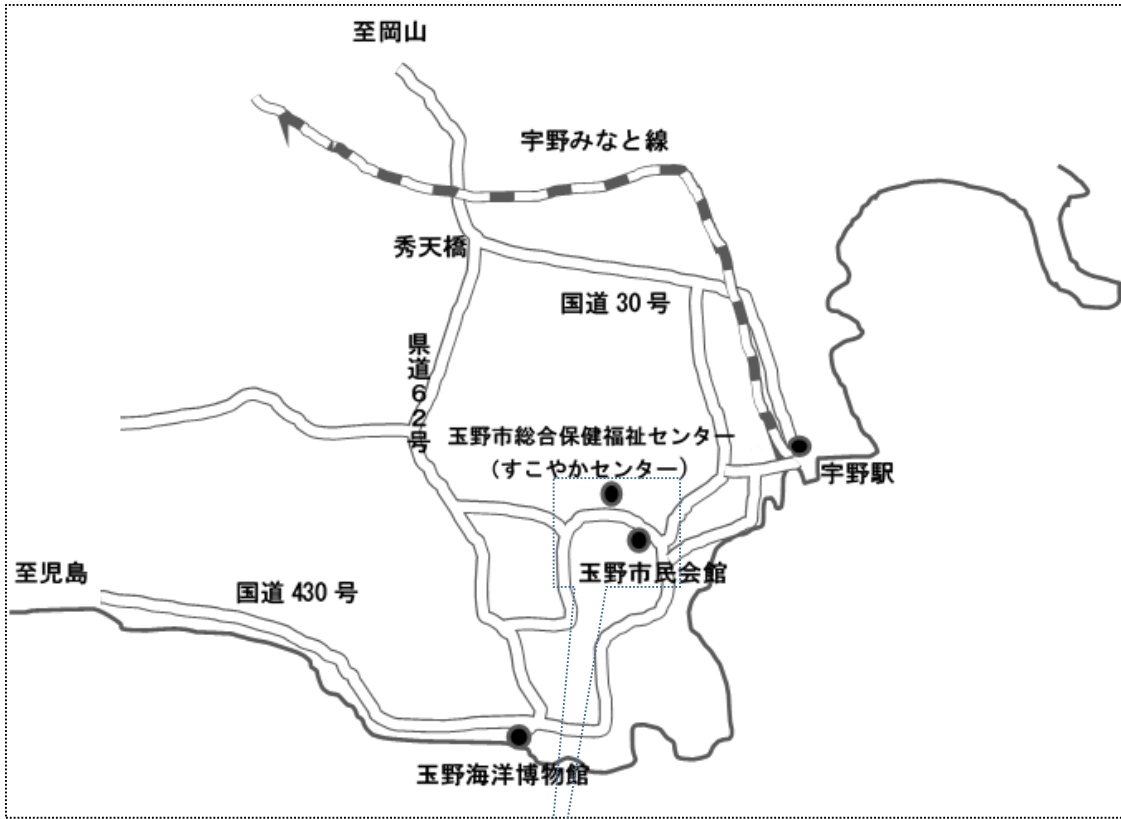 至岡山
宇野みなと線
秀天橋
国道 30 号
県道62号
玉野市総合保健福祉センター
(すこやかセンター)
宇野駅
玉野市民会館
至児島
国道 430 号
玉野海洋博物館